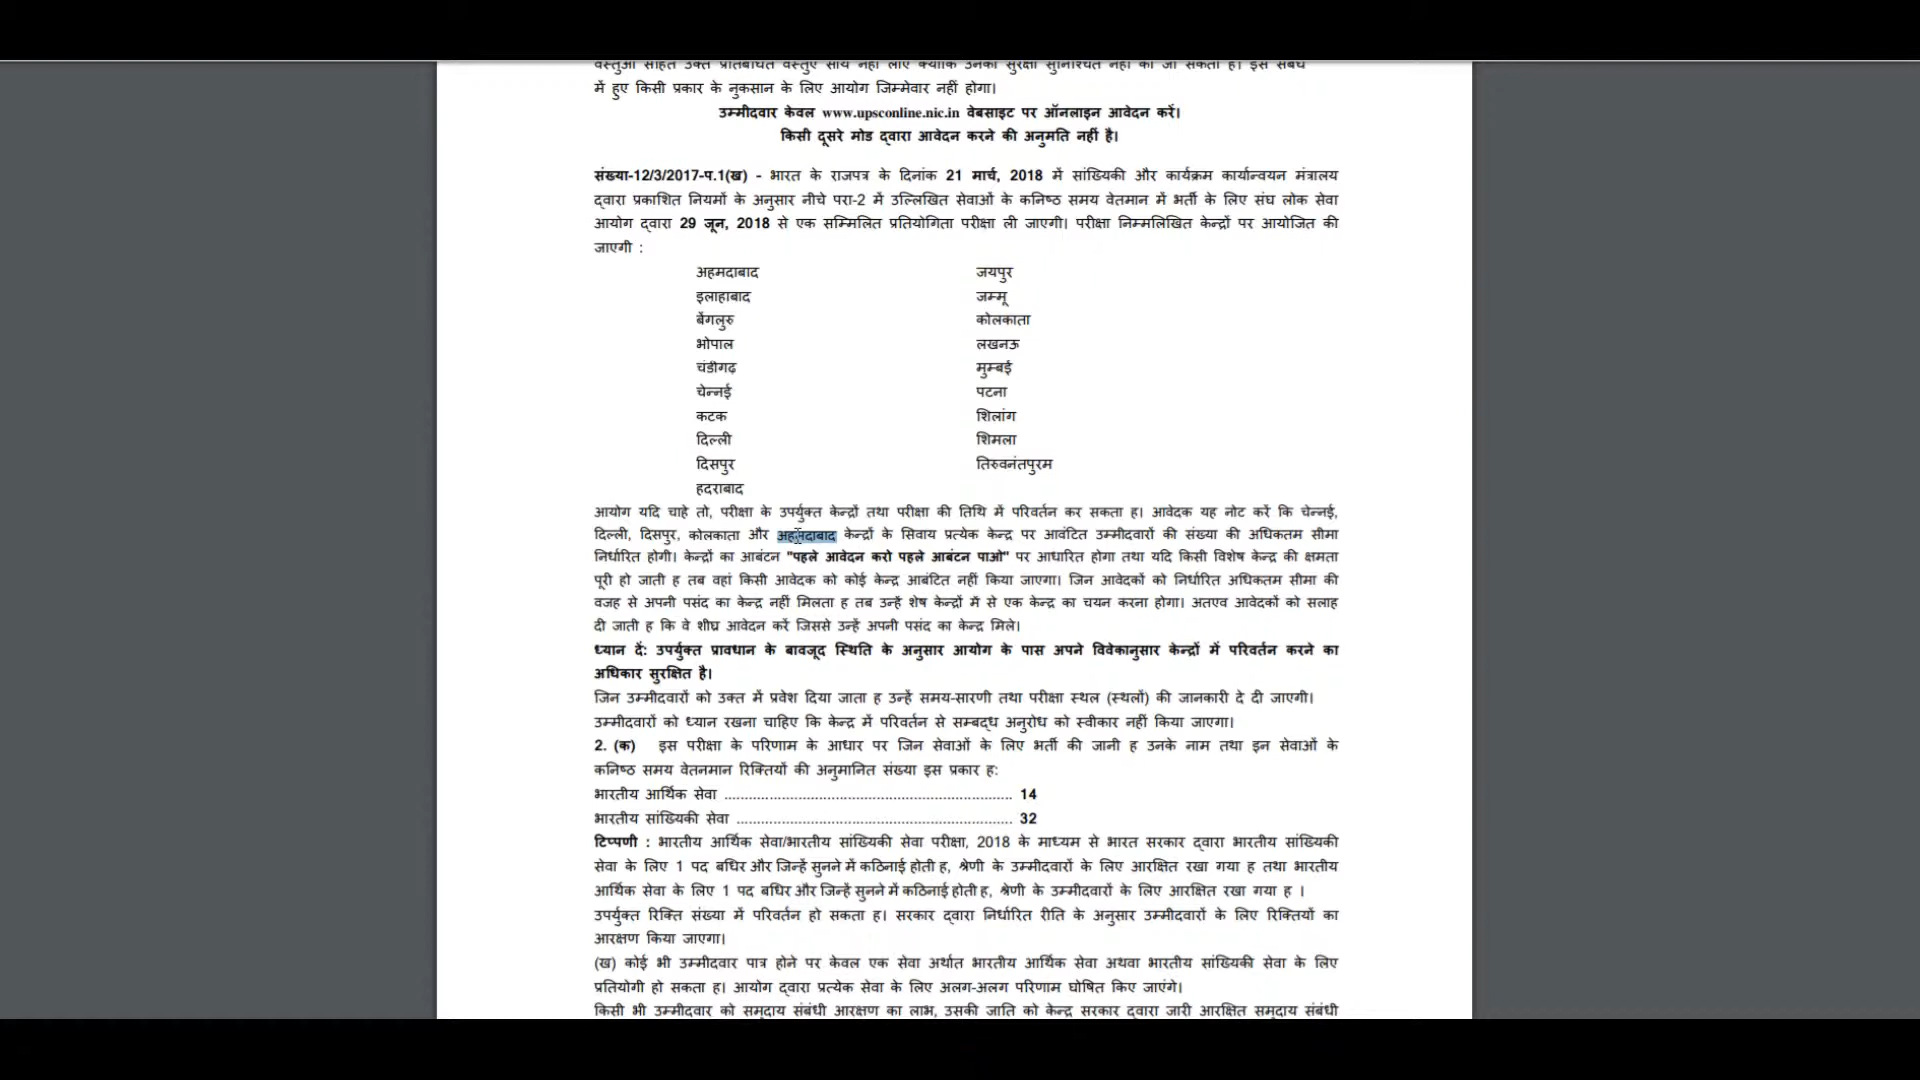 वस्तुओं सहित उक्त प्रतिबंधित वस्तुएं साथ नहीं लाएं क्योंकि उनकी सुरक्षा सुनिश्चित नहीं की जा सकती है। इस संबंध
में हुए किसी प्रकार के नुकसान के लिए आयोग जिम्मेवार नहीं होगा।
उम्मीदवार केवल www.upsconline.nic.in वेबसाइट पर ऑनलाइन आवेदन करें।
किसी दूसरे मोड द्वारा आवेदन करने की अनुमति नहीं है।
संख्या-12/3/2017-प.1(ख) - भारत के राजपत्र के दिनांक 21 मार्च, 2018 में सांख्यिकी और कार्यक्रम कार्यान्वयन मंत्रालय
द्वारा प्रकाशित नियमों के अनुसार नीचे परा-2 में उल्लिखित सेवाओं के कनिष्ठ समय वेतमान में भर्ती के लिए संघ लोक सेवा
आयोग द्वारा 29 जून, 2018 से एक सम्मिलित प्रतियोगिता परीक्षा ली जाएगी। परीक्षा निम्मलिखित केन्द्रों पर आयोजित की
जाएगी :
अहमदाबाद जयपुर
इलाहाबाद जम्मू
बेंगलुरु कोलकाता
भोपाल लखनऊ
चंडीगढ़ मुम्बई
चेन्नई पटना
कटक शिलांग
दिल्ली शिमला
दिसपुर तिरुवनंतपुरम
हदराबाद
आयोग यदि चाहे तो, परीक्षा के उपर्युक्त केन्द्रों तथा परीक्षा की तिथि में परिवर्तन कर सकता ह। आवेदक यह नोट करें कि चेन्नई,
दिल्ली, दिसपुर, कोलकाता और अहमदाबाद केन्द्रों के सिवाय प्रत्येक केन्द्र पर आवंटित उम्मीदवारों की संख्या की अधिकतम सीमा
निर्धारित होगी। केन्द्रों का आबंटन "पहले आवेदन करो पहले आबंटन पाओ" पर आधारित होगा तथा यदि किसी विशेष केन्द्र की क्षमता
पूरी हो जाती ह तब वहां किसी आवेदक को कोई केन्द्र आबंटित नहीं किया जाएगा। जिन आवेदकों को निर्धारित अधिकतम सीमा की
वजह से अपनी पसंद का केन्द्र नहीं मिलता ह तब उन्हें शेष केन्द्रों में से एक केन्द्र का चयन करना होगा। अतएव आवेदकों को सलाह
दी जाती ह कि वे शीघ्र आवेदन करें जिससे उन्हें अपनी पसंद का केन्द्र मिले।
ध्यान दें: उपर्युक्त प्रावधान के बावजूद स्थिति के अनुसार आयोग के पास अपने विवेकानुसार केन्द्रों में परिवर्तन करने का
अधिकार सुरक्षित है।
जिन उम्मीदवारों को उक्त में प्रवेश दिया जाता ह उन्हें समय-सारणी तथा परीक्षा स्थल (स्थलों) की जानकारी दे दी जाएगी।
उम्मीदवारों को ध्यान रखना चाहिए कि केन्द्र में परिवर्तन से सम्बद्ध अनुरोध को स्वीकार नहीं किया जाएगा।
2. (क) इस परीक्षा के परिणाम के आधार पर जिन सेवाओं के लिए भर्ती की जानी ह उनके नाम तथा इन सेवाओं के
कनिष्ठ समय वेतनमान रिक्तियों की अनुमानित संख्या इस प्रकार ह:
भारतीय आर्थिक सेवा ........................................................................ 14
भारतीय सांख्यिकी सेवा ..................................................................... 32
टिप्पणी : भारतीय आर्थिक सेवा/भारतीय सांख्यिकी सेवा परीक्षा, 2018 के माध्यम से भारत सरकार द्वारा भारतीय सांख्यिकी
सेवा के लिए 1 पद बधिर और जिन्हें सुनने में कठिनाई होती ह, श्रेणी के उम्मीदवारों के लिए आरक्षित रखा गया ह तथा भारतीय
आर्थिक सेवा के लिए 1 पद बधिर और जिन्हें सुनने में कठिनाई होती ह, श्रेणी के उम्मीदवारों के लिए आरक्षित रखा गया ह ।
उपर्युक्त रिक्ति संख्या में परिवर्तन हो सकता ह। सरकार द्वारा निर्धारित रीति के अनुसार उम्मीदवारों के लिए रिक्तियों का
आरक्षण किया जाएगा।
(ख) कोई भी उम्मीदवार पात्र होने पर केवल एक सेवा अर्थात भारतीय आर्थिक सेवा अथवा भारतीय सांख्यिकी सेवा के लिए
प्रतियोगी हो सकता ह। आयोग द्वारा प्रत्येक सेवा के लिए अलग-अलग परिणाम घोषित किए जाएंगे।
किसी भी उम्मीदवार को समुदाय संबंधी आरक्षण का लाभ, उसकी जाति को केन्द्र सरकार द्वारा जारी आरक्षित समुदाय संबंधी